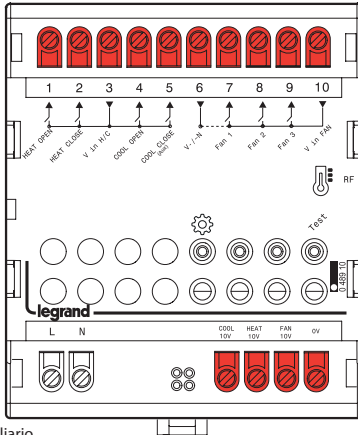 1 2 3 4 5 6 7 8 9 10
HEAT OPEN
HEAT CLOSE
V in H/C
COOL OPEN
COOL CLOSE
(AUX)
V-/~N
Fan 1
Fan 2
Fan 3
V in FAN
RF
Test
0 489 10
legrand
L N
COOL 10V
HEAT 10V
FAN 10V
0V
liario